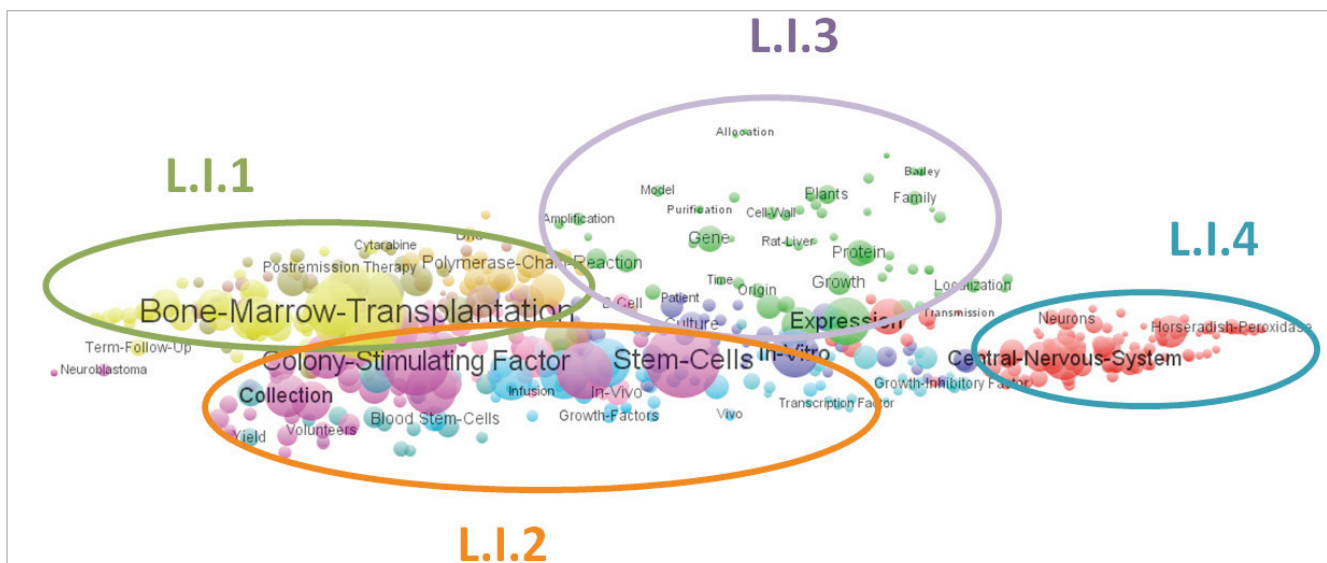 L.I.3
Allocation
L.I.1
Barley
Model
Plants
Family
Purification
Cell-Wall
Amplification
Gene
Rat-Liver
L.I.4
Cytarabine
Protein
Postremission Therapy
Polymerase-Chain-Reaction
Time
Growth
Origin
Localization
Patient
Bone-Marrow-Transplantation
Culture
Expression
Transmission
Neurons
Horseradish-Peroxidase
Term-Follow-Up
Colony-Stimulating Factor
Stem-Cells
In-Vitro
Central-Nervous-System
Neuroblastoma
Growth-Inhibitory Factor
Collection
Infusion
In-Vivo
Transcription Factor
Blood Stem-Cells
Growth-Factors
Vivo
Yield
Volunteers
L.I.2